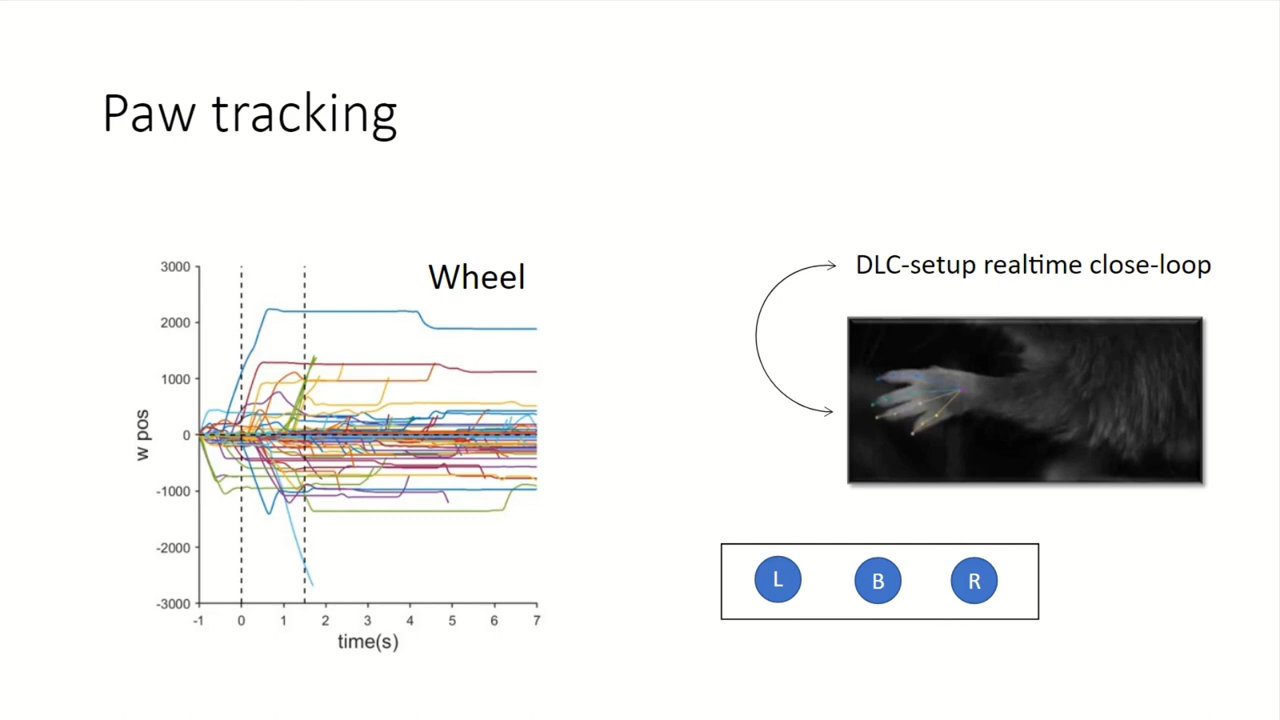 Paw tracking
Wheel
3000
2000
1000
0
-1000
-2000
-3000
w pos
-1 0 1 2 3 4 5 6 7
time(s)
DLC-setup realtime close-loop
L B R